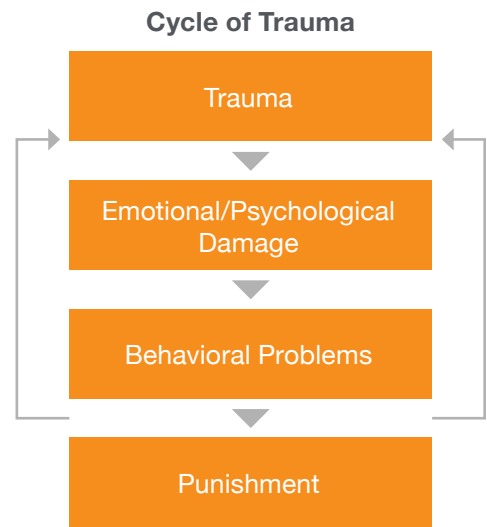 Cycle of Trauma
Trauma
Emotional/Psychological
Damage
Behavioral Problems
Punishment